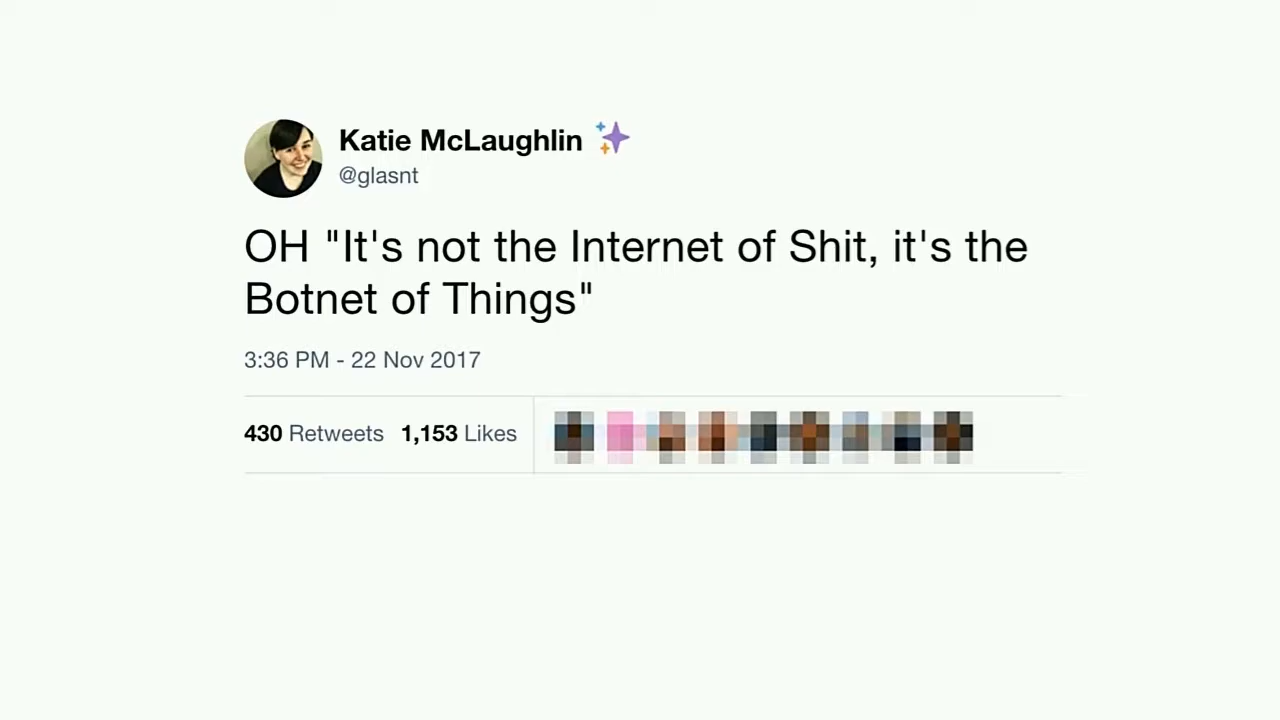 Katie McLaughlin ✨
@glasnt
OH "It's not the Internet of Shit, it's the
Botnet of Things"
3:36 PM - 22 Nov 2017
430 Retweets 1,153 Likes